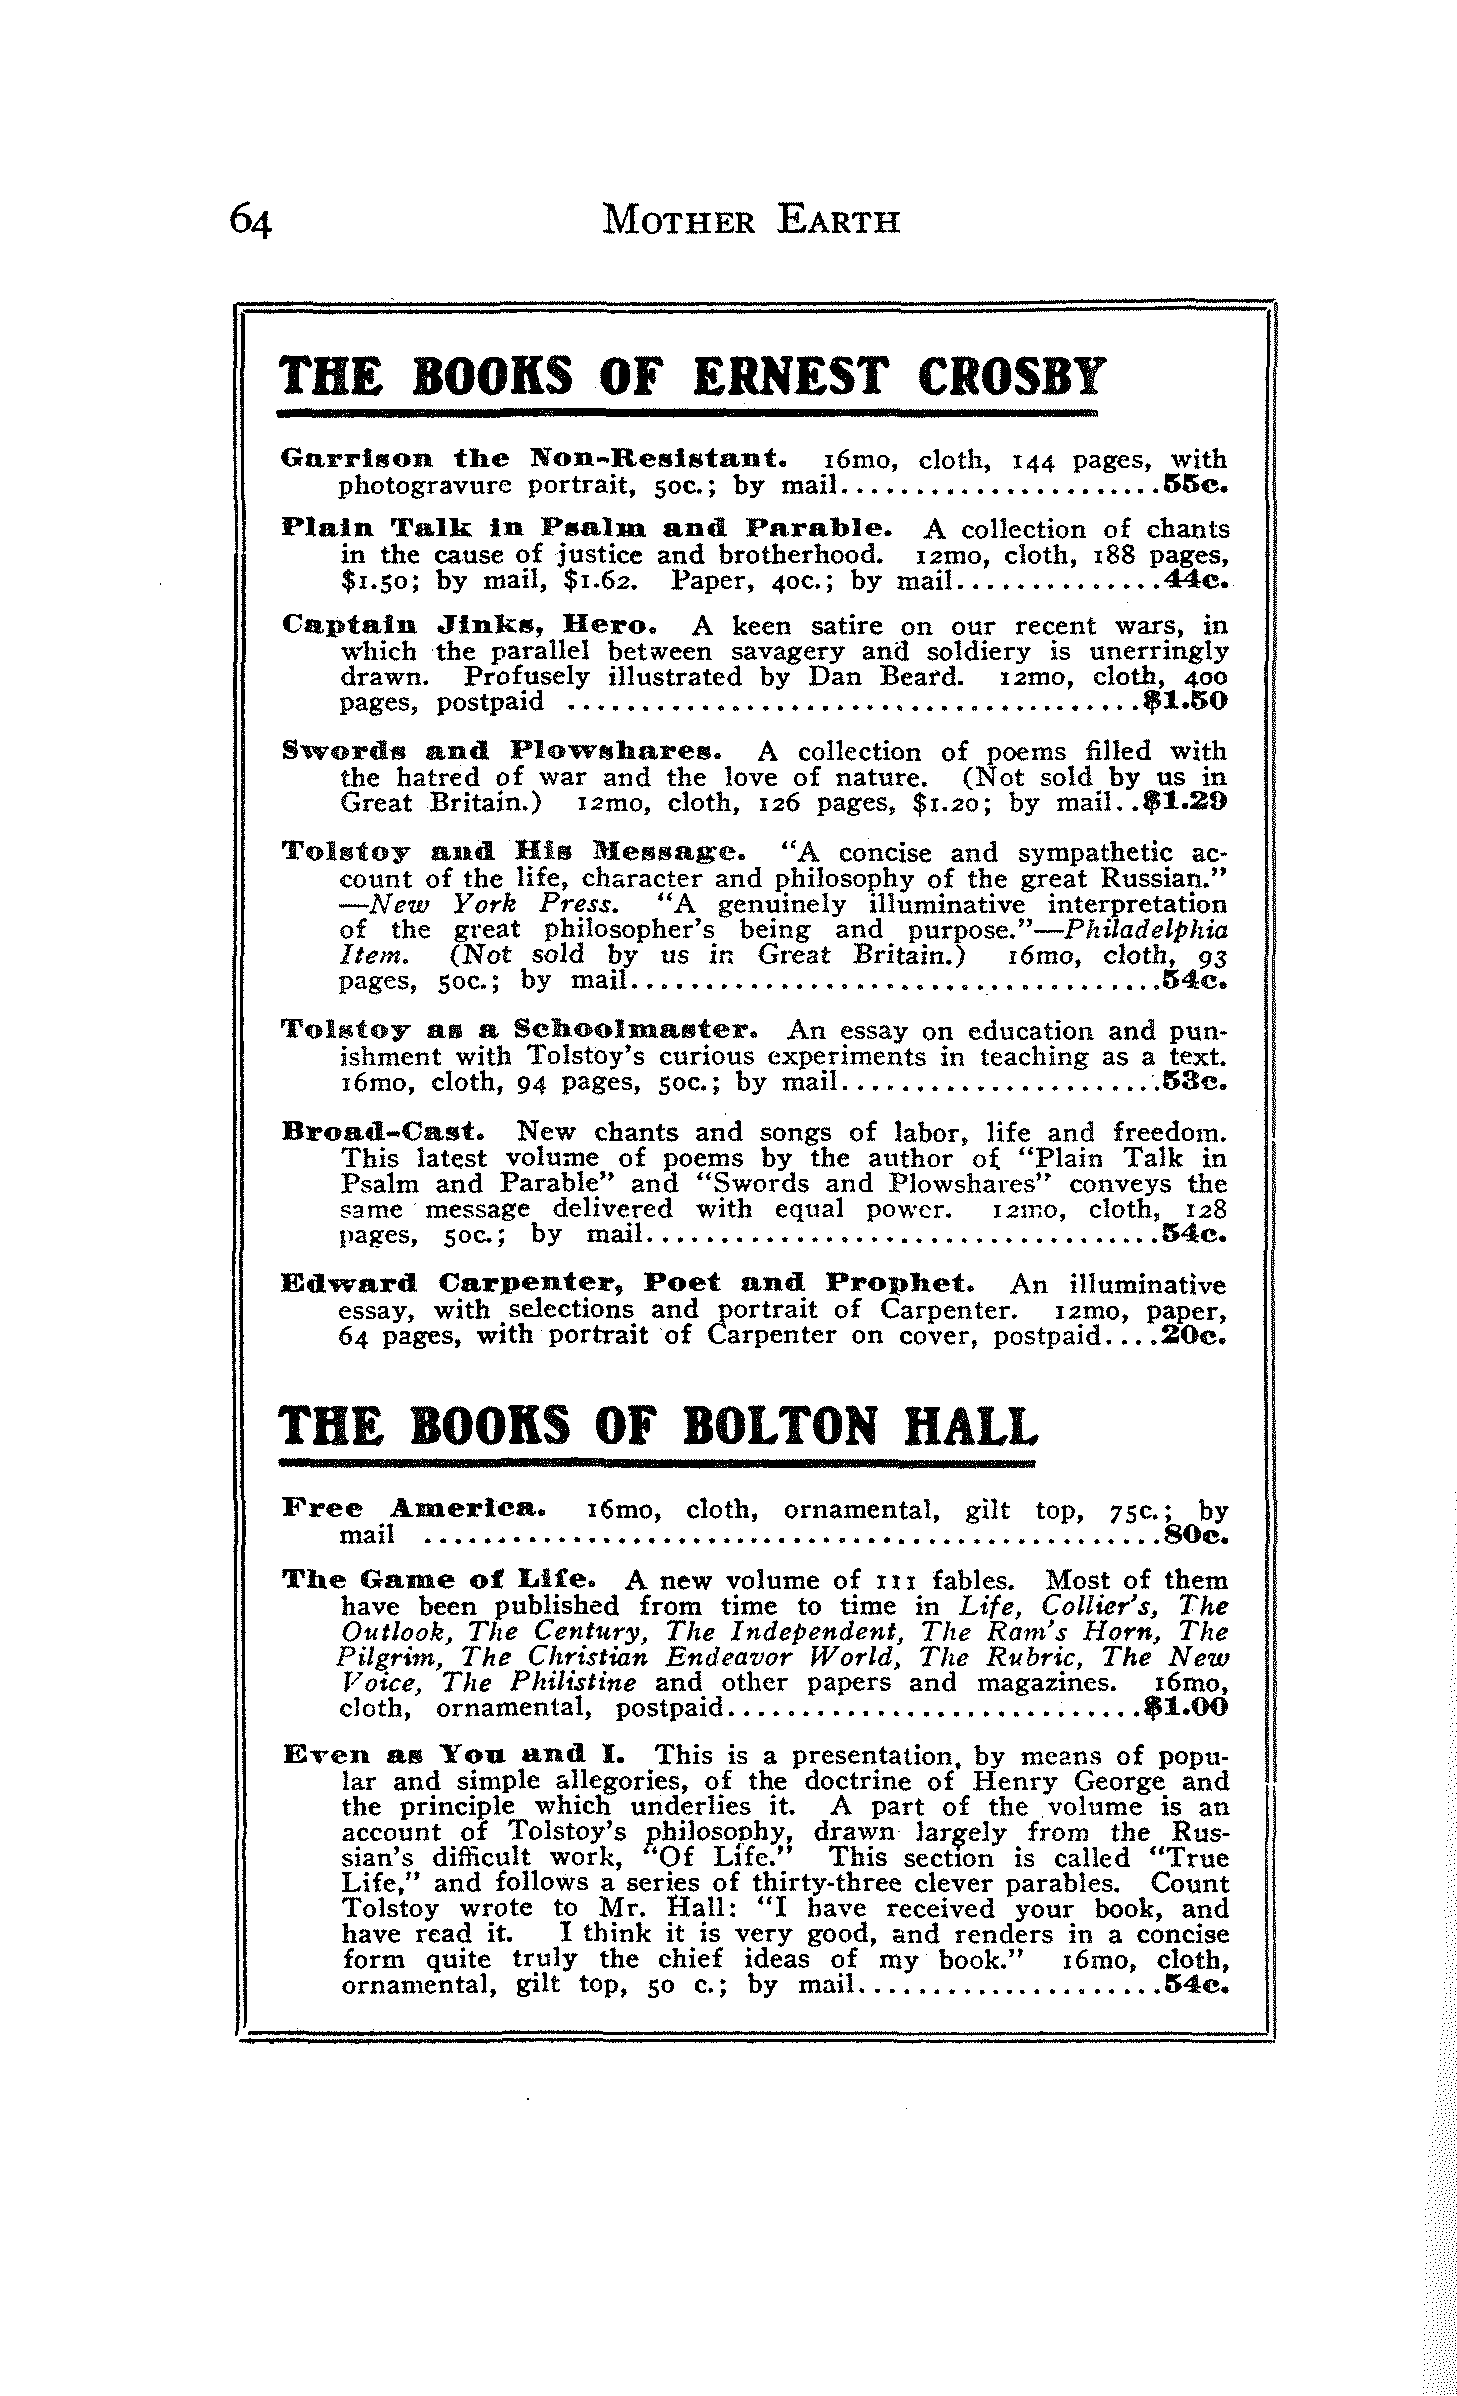 64 MOTHER EARTH
THE BOOKS OF ERNEST CROSBY
Garrison the Non-Resistant. 16mo, cloth, 144 pages, with
photogravure portrait, 50c.; by mail......................55c.
Plain Talk in Psalm and Parable. A collection of chants
in the cause of justice and brotherhood. 12mo, cloth, 188 pages,
$1.50; by mail, $1.62. Paper, 40c.; by mail..............44c.
Captain Jinks, Hero. A keen satire on our recent wars, in
which the parallel between savagery and soldiery is unerringly
drawn. Profusely illustrated by Dan Beard. 12mo, cloth, 400
pages, postpaid .......................................$1.50
Swords and Plowshares. A collection of poems filled with
the hatred of war and the love of nature. (Not sold by us in
Great Britain.) 12mo, cloth, 126 pages, $1.20; by mail..$1.29
Tolstoy and His Message. "A concise and sympathetic ac-
count of the life, character and philosophy of the great Russian."
—New York Press. "A genuinely illuminative interpretation
of the great philosopher's being and purpose."—Philadelphia
Item. (Not sold by us in Great Britain.) 16mo, cloth, 93
pages, 50c.; by mail....................................54c.
Tolstoy as a Schoolmaster. An essay on education and pun-
ishment with Tolstoy's curious experiments in teaching as a text.
16mo, cloth, 94 pages, 50c.; by mail......................53c.
Broad-Cast. New chants and songs of labor, life and freedom.
This latest volume of poems by the author of "Plain Talk in
Psalm and Parable" and "Swords and Plowshares" conveys the
same message delivered with equal power. 12mo, cloth, 128
pages, 50c.; by mail...................................54c.
Edward Carpenter, Poet and Prophet. An illuminative
essay, with selections and portrait of Carpenter. 12mo, paper,
64 pages, with portrait of Carpenter on cover, postpaid....20c.
THE BOOKS OF BOLTON HALL
Free America. 16mo, cloth, ornamental, gilt top, 75c.; by
mail ..................................................80c.
The Game of Life. A new volume of 111 fables. Most of them
have been published from time to time in Life, Collier's, The
Outlook, The Century, The Independent, The Ram's Horn, The
Pilgrim, The Christian Endeavor World, The Rubric, The New
Voice, The Philistine and other papers and magazines. 16mo,
cloth, ornamental, postpaid............................$1.00
Even as You and I. This is a presentation, by means of popu-
lar and simple allegories, of the doctrine of Henry George and
the principle which underlies it. A part of the volume is an
account of Tolstoy's philosophy, drawn largely from the Rus-
sian's difficult work, "Of Life." This section is called "True
Life," and follows a series of thirty-three clever parables. Count
Tolstoy wrote to Mr. Hall: "I have received your book, and
have read it. I think it is very good, and renders in a concise
form quite truly the chief ideas of my book." 16mo, cloth,
ornamental, gilt top, 50 c.; by mail.....................54c.